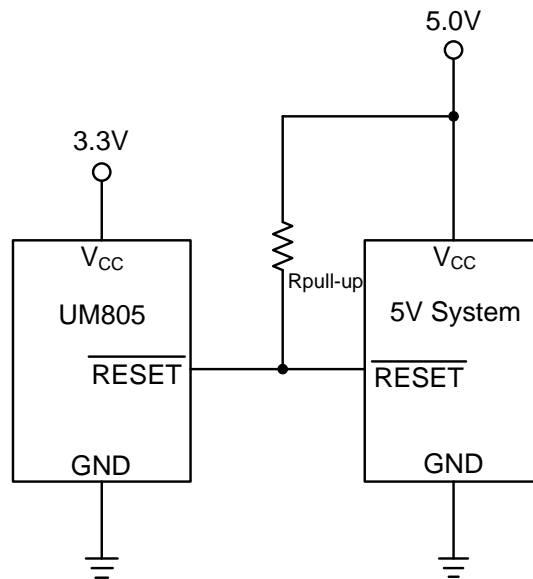 5.0V
3.3V
VCC
UM805
RESET
GND
Rpull-up
VCC
5V System
RESET
GND